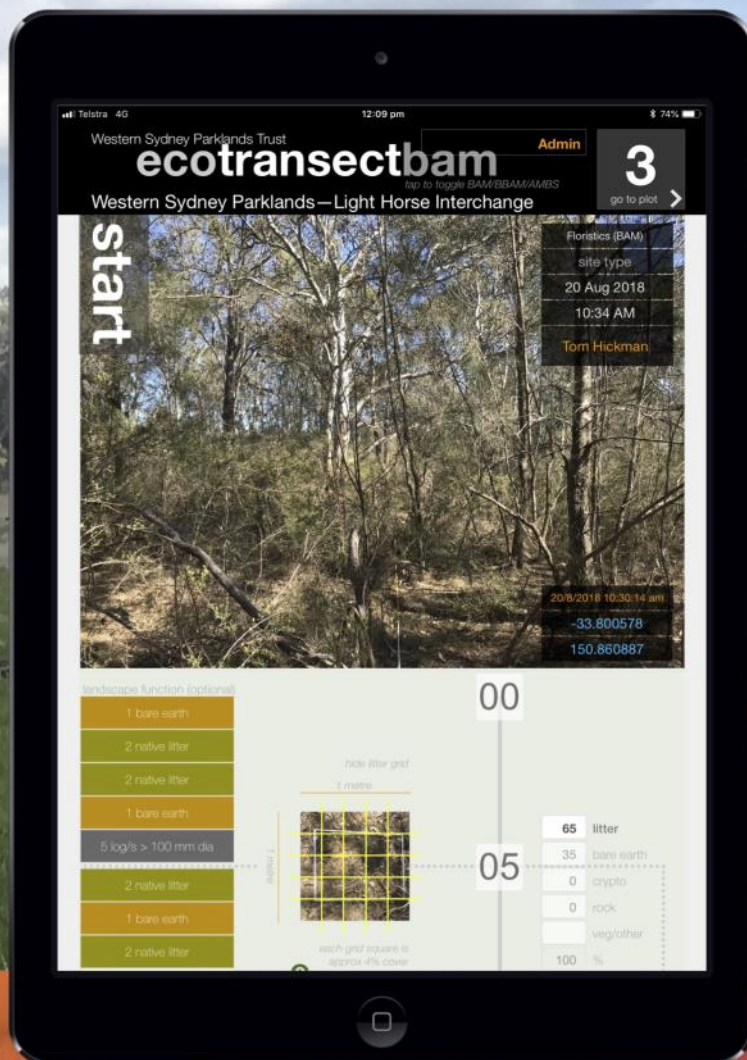 Telstra 4G 12:09 pm 74%
Western Sydney Parklands Trust
Admin
ecotransectbam
tap to toggle BAM/BBAM/AMBS
Western Sydney Parklands—Light Horse Interchange
3
go to plot
start
Floristics (BAM)
site type
20 Aug 2018
10:34 AM
Tom Hickman
20/8/2018 10:30:14 am
-33.800578
150.860887
landscape function (optional)
1 bare earth
2 native litter
2 native litter
1 bare earth
5 log/s > 100 mm dia
2 native litter
1 bare earth
2 native litter
hide litter grid
1 metre
1 metre
each grid square is
approx 4% cover
00
05
65 litter
35 bare earth
0 crypto
0 rock
veg/other
100 %